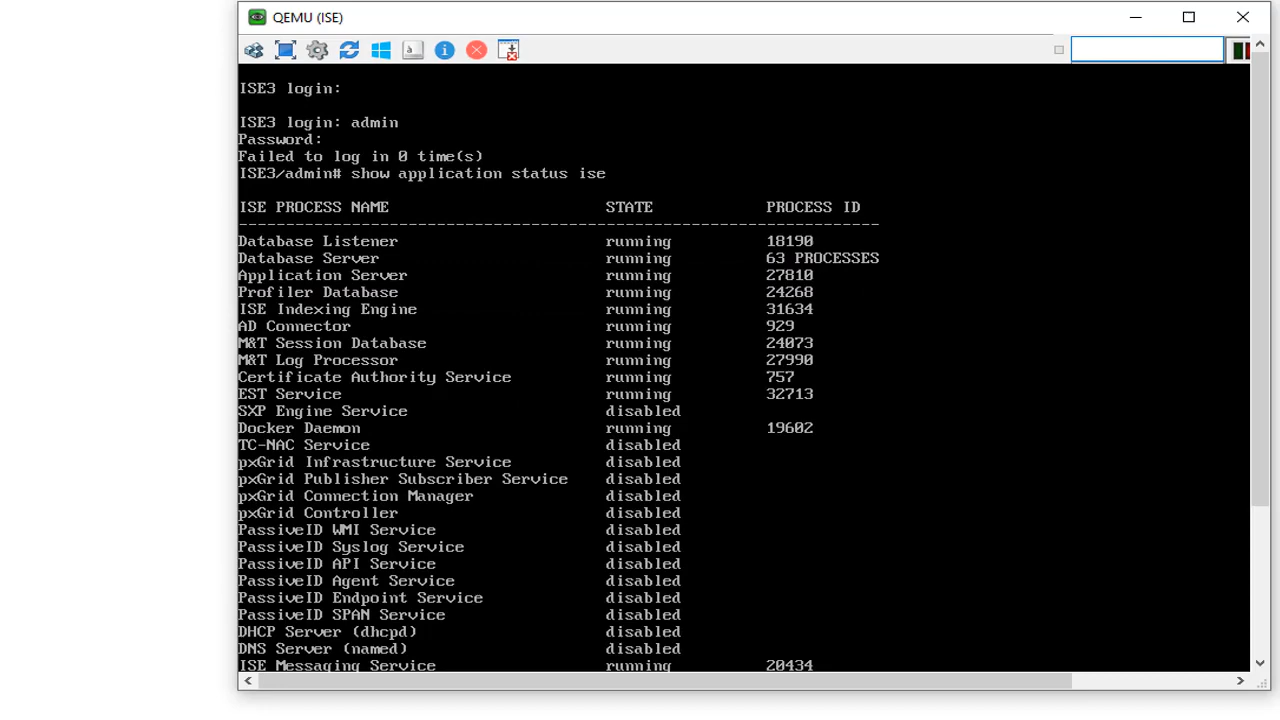 QEMU (ISE)
ISE3 login:
ISE3 login: admin
Password:
Failed to log in 0 time(s)
ISE3/admin# show application status ise
ISE PROCESS NAME STATE PROCESS ID
--------------------------------------------------------------------
Database Listener running 18190
Database Server running 63 PROCESSES
Application Server running 27810
Profiler Database running 24268
ISE Indexing Engine running 31634
AD Connector running 929
M&T Session Database running 24073
M&T Log Processor running 27990
Certificate Authority Service running 757
EST Service running 32713
SXP Engine Service disabled
Docker Daemon running 19602
TC-NAC Service disabled
pxGrid Infrastructure Service disabled
pxGrid Publisher Subscriber Service disabled
pxGrid Connection Manager disabled
pxGrid Controller disabled
PassiveID WMI Service disabled
PassiveID Syslog Service disabled
PassiveID API Service disabled
PassiveID Agent Service disabled
PassiveID Endpoint Service disabled
PassiveID SPAN Service disabled
DHCP Server (dhcpd) disabled
DNS Server (named) disabled
ISE Messaging Service running 20434